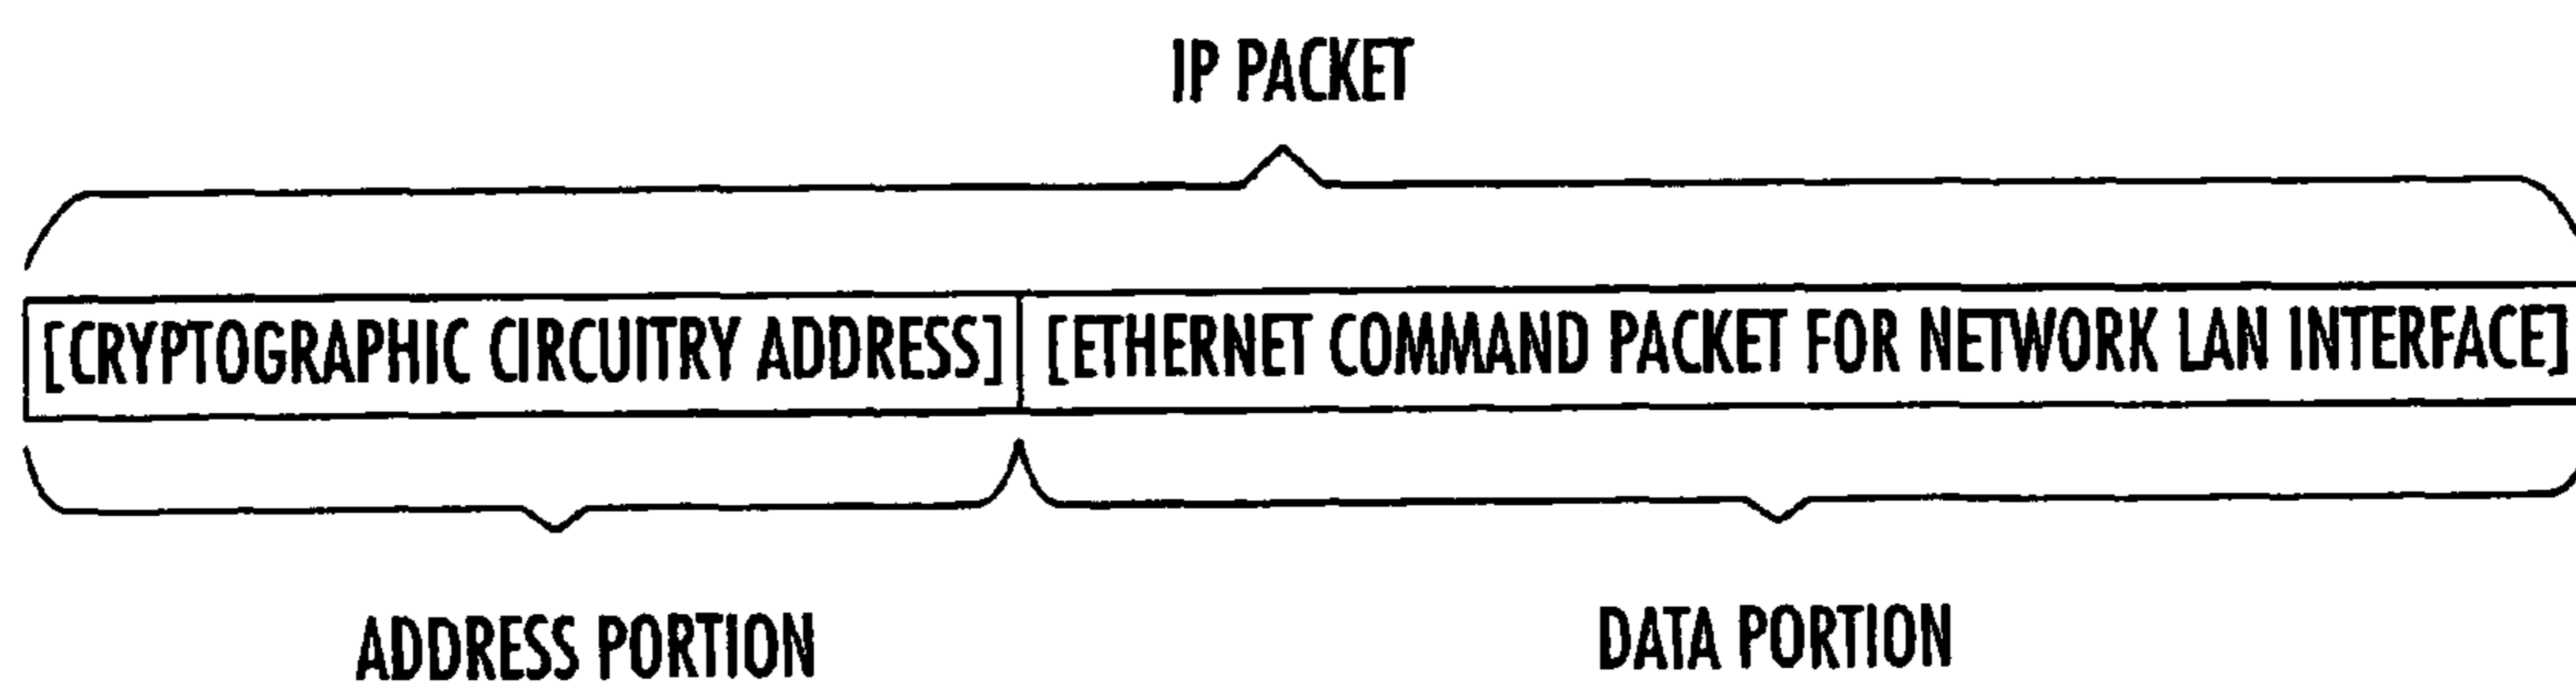 IP PACKET
[CRYPTOGRAPHIC CIRCUITRY ADDRESS] [ETHERNET COMMAND PACKET FOR NETWORK LAN INTERFACE]
ADDRESS PORTION DATA PORTION